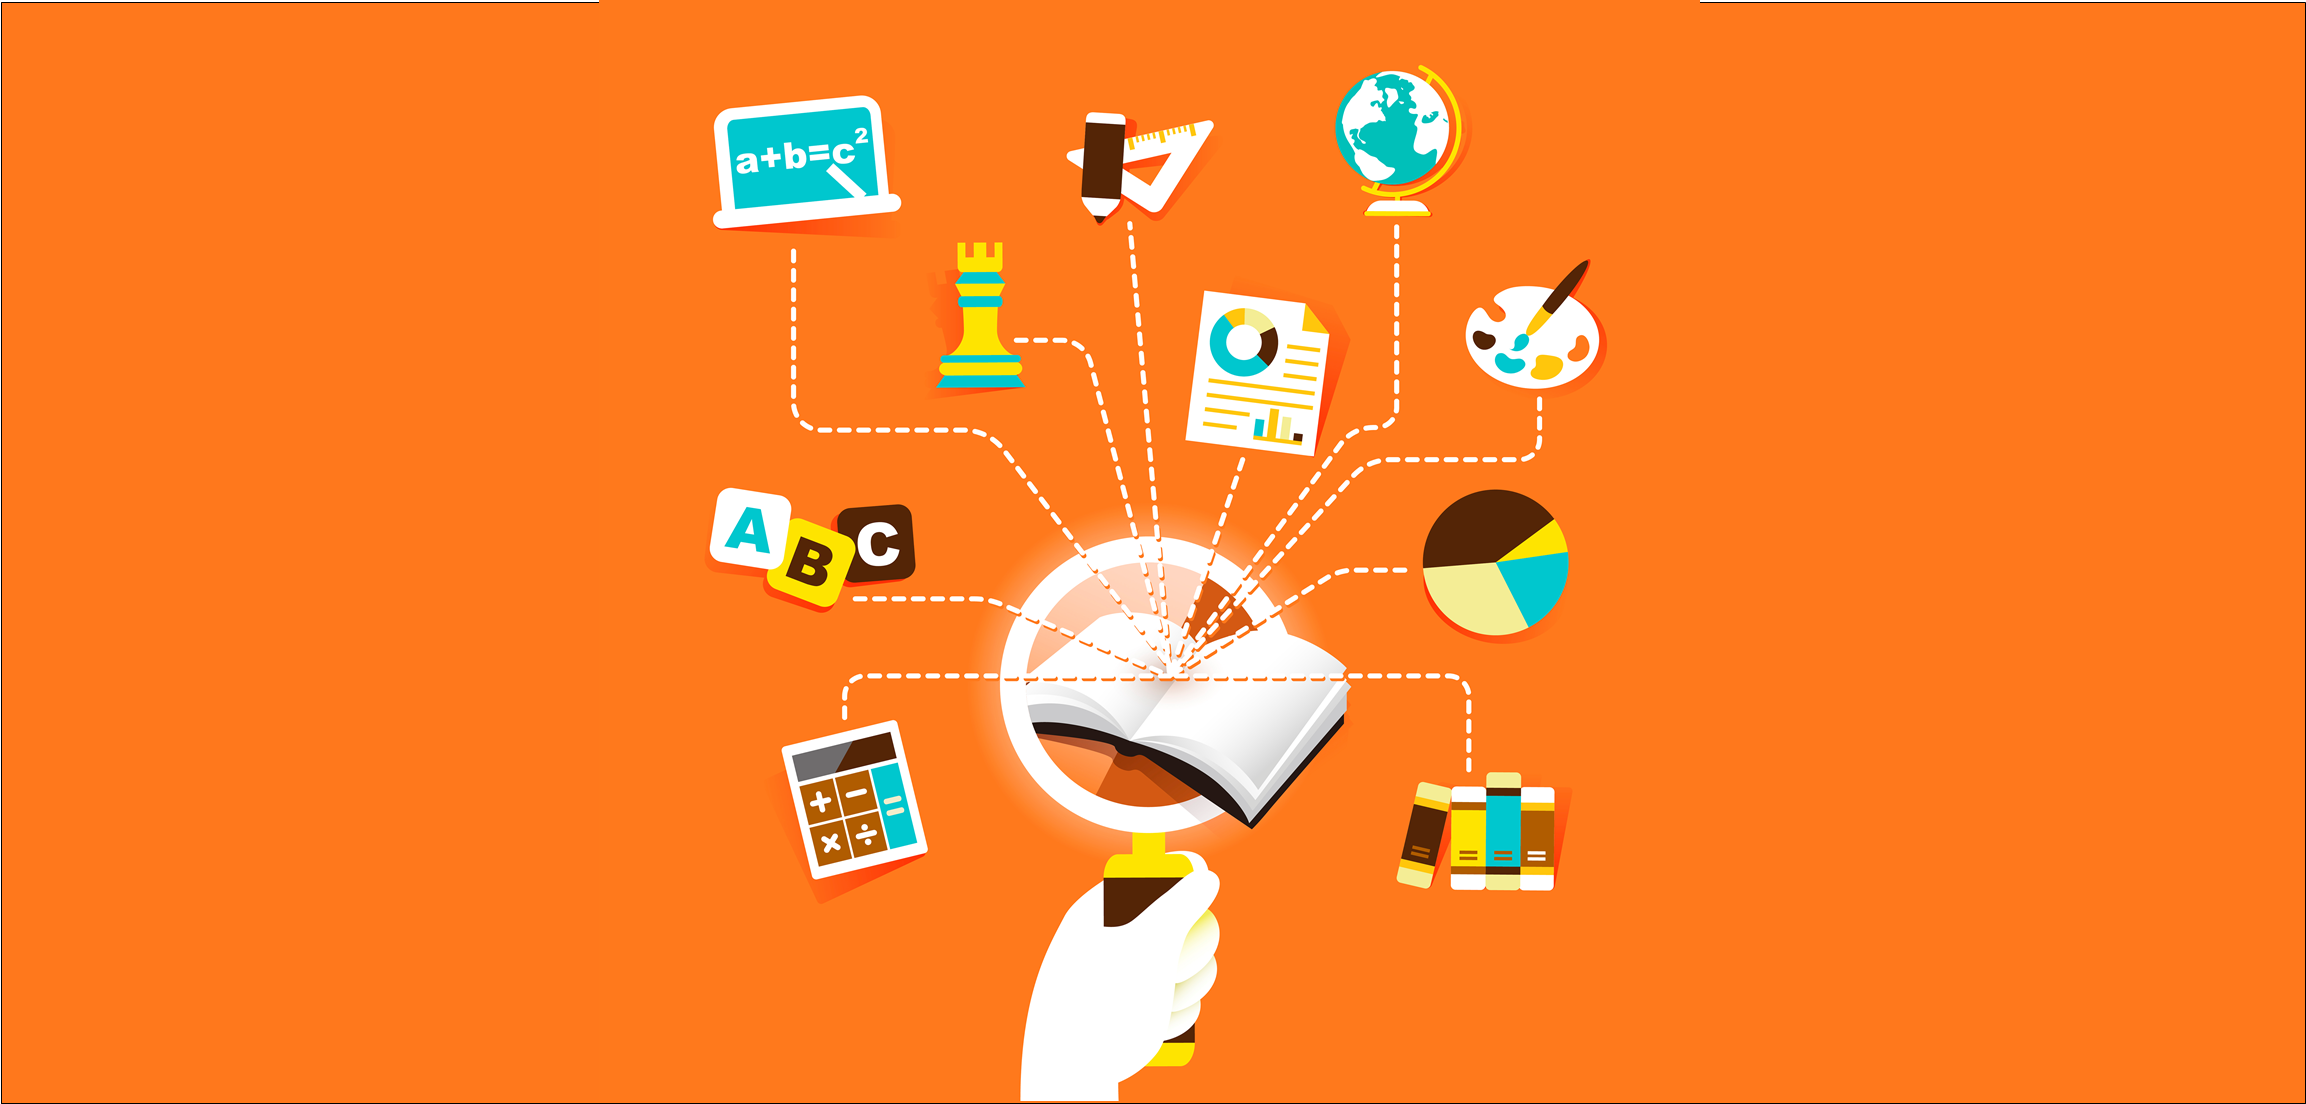 a+b=c²
A
B
C
+ −
× ÷
=